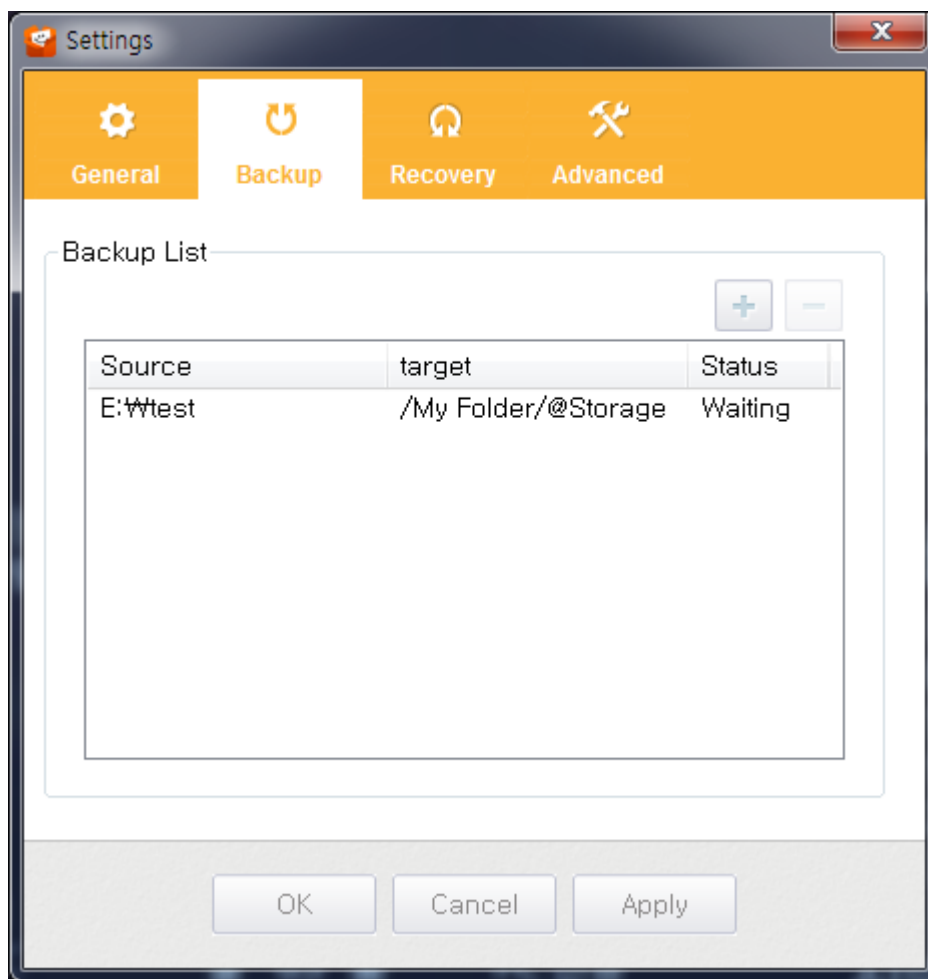 Settings
General Backup Recovery Advanced
Backup List
Source target Status
E:₩test /My Folder/@Storage Waiting
OK Cancel Apply